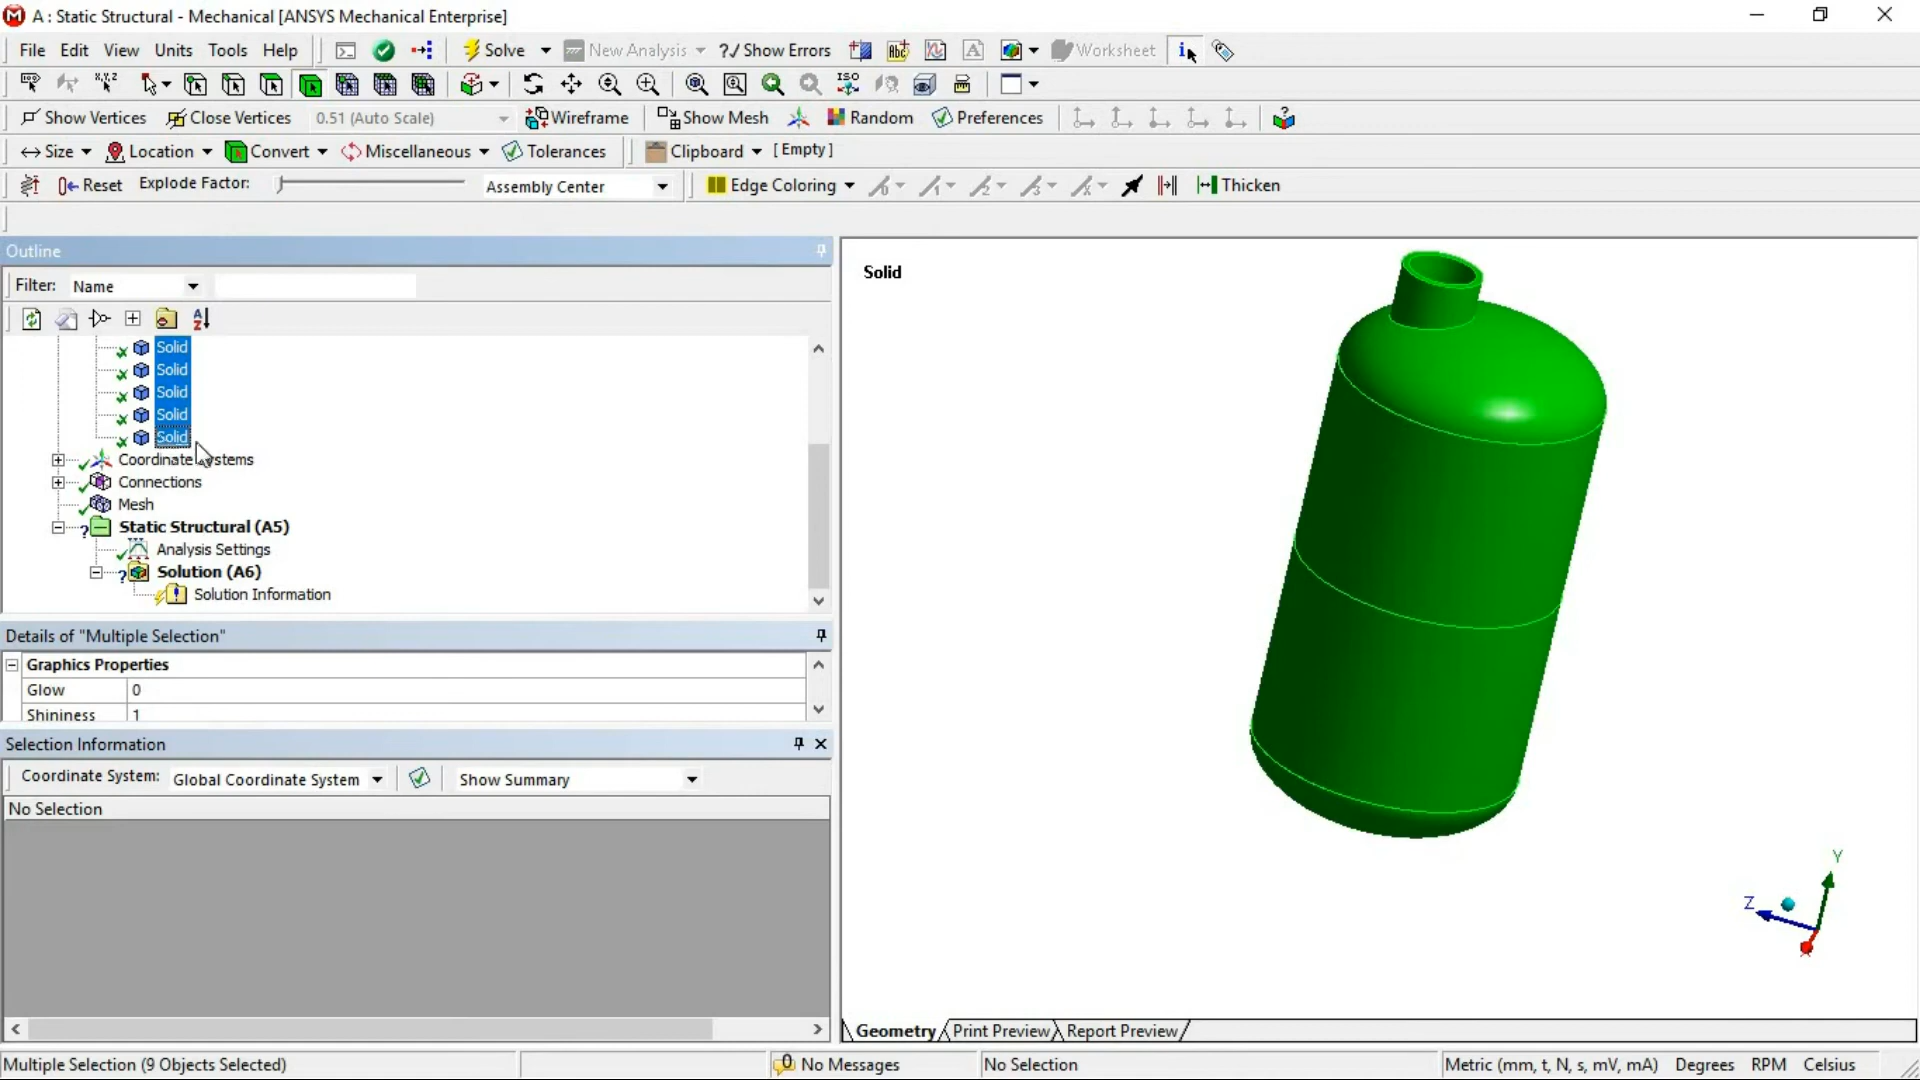 A : Static Structural - Mechanical [ANSYS Mechanical Enterprise]
File Edit View Units Tools Help Solve New Analysis ?/ Show Errors Worksheet
Show Vertices Close Vertices 0.51 (Auto Scale) Wireframe Show Mesh Random Preferences
Size Location Convert Miscellaneous Tolerances Clipboard [ Empty ]
Reset Explode Factor: Assembly Center Edge Coloring Thicken
Outline
Filter: Name
Solid
Solid
Solid
Solid
Solid
Coordinate Systems
Connections
Mesh
Static Structural (A5)
Analysis Settings
Solution (A6)
Solution Information
Details of "Multiple Selection"
Graphics Properties
Glow 0
Shininess 1
Selection Information
Coordinate System: Global Coordinate System Show Summary
No Selection
Solid
Y
Z
X
Geometry Print Preview Report Preview
Multiple Selection (9 Objects Selected) 0 No Messages No Selection Metric (mm, t, N, s, mV, mA) Degrees RPM Celsius